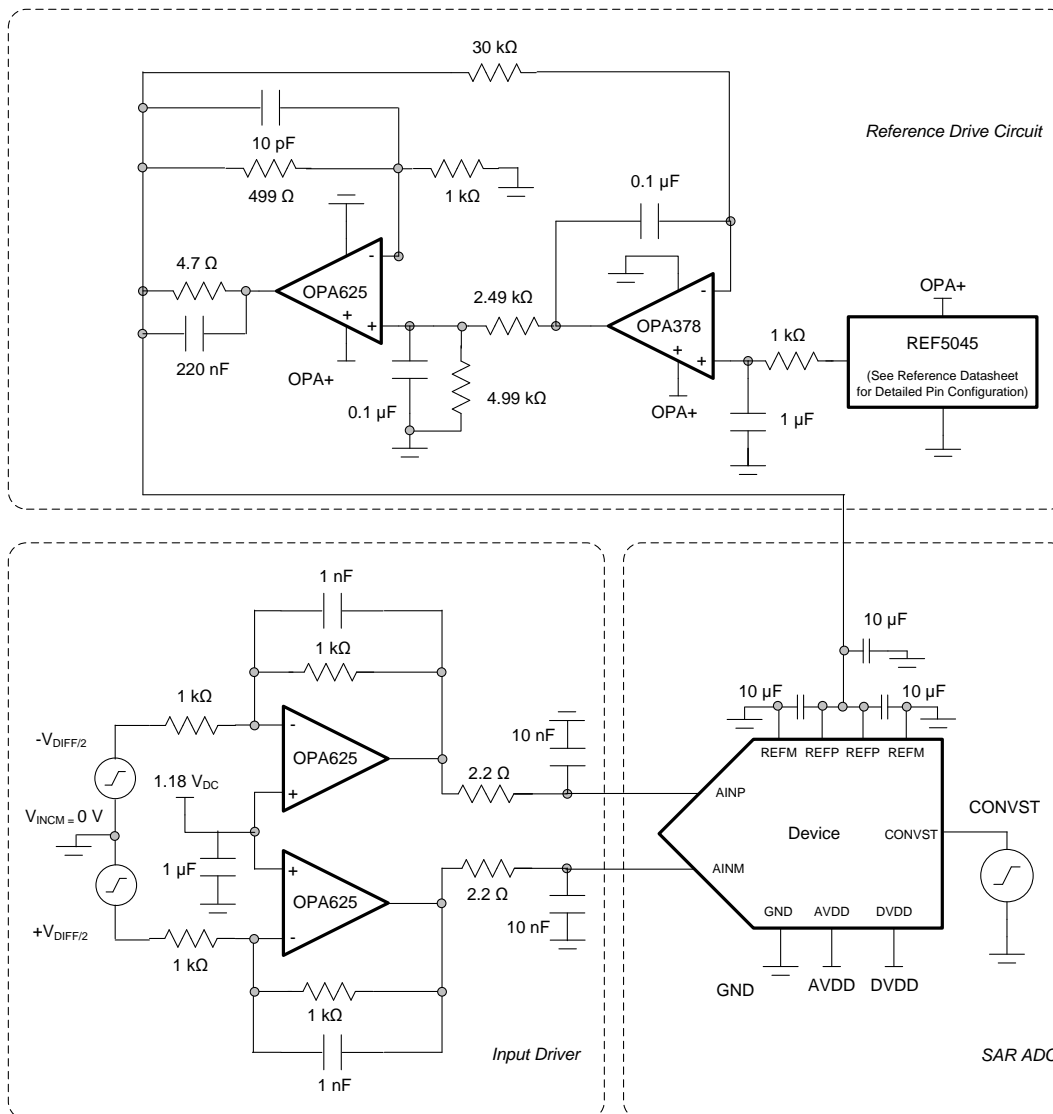 30 kΩ
Reference Drive Circuit
10 pF
499 Ω
1 kΩ
0.1 µF
4.7 Ω
-
OPA625
+
+
2.49 kΩ
-
OPA378
+
+
OPA+
1 kΩ
REF5045
(See Reference Datasheet
for Detailed Pin Configuration)
220 nF
OPA+
0.1 µF
4.99 kΩ
OPA+
1 µF
1 nF
1 kΩ
1 kΩ
-VDIFF/2
-
OPA625
+
10 nF
2.2 Ω
1.18 VDC
VINCM = 0 V
1 µF
+
OPA625
-
2.2 Ω
10 nF
+VDIFF/2
1 kΩ
1 kΩ
1 nF
Input Driver
10 µF
10 µF
10 µF
REFM
REFP
REFP
REFM
AINP
Device
CONVST
CONVST
AINM
GND
AVDD
DVDD
GND
AVDD
DVDD
SAR ADC